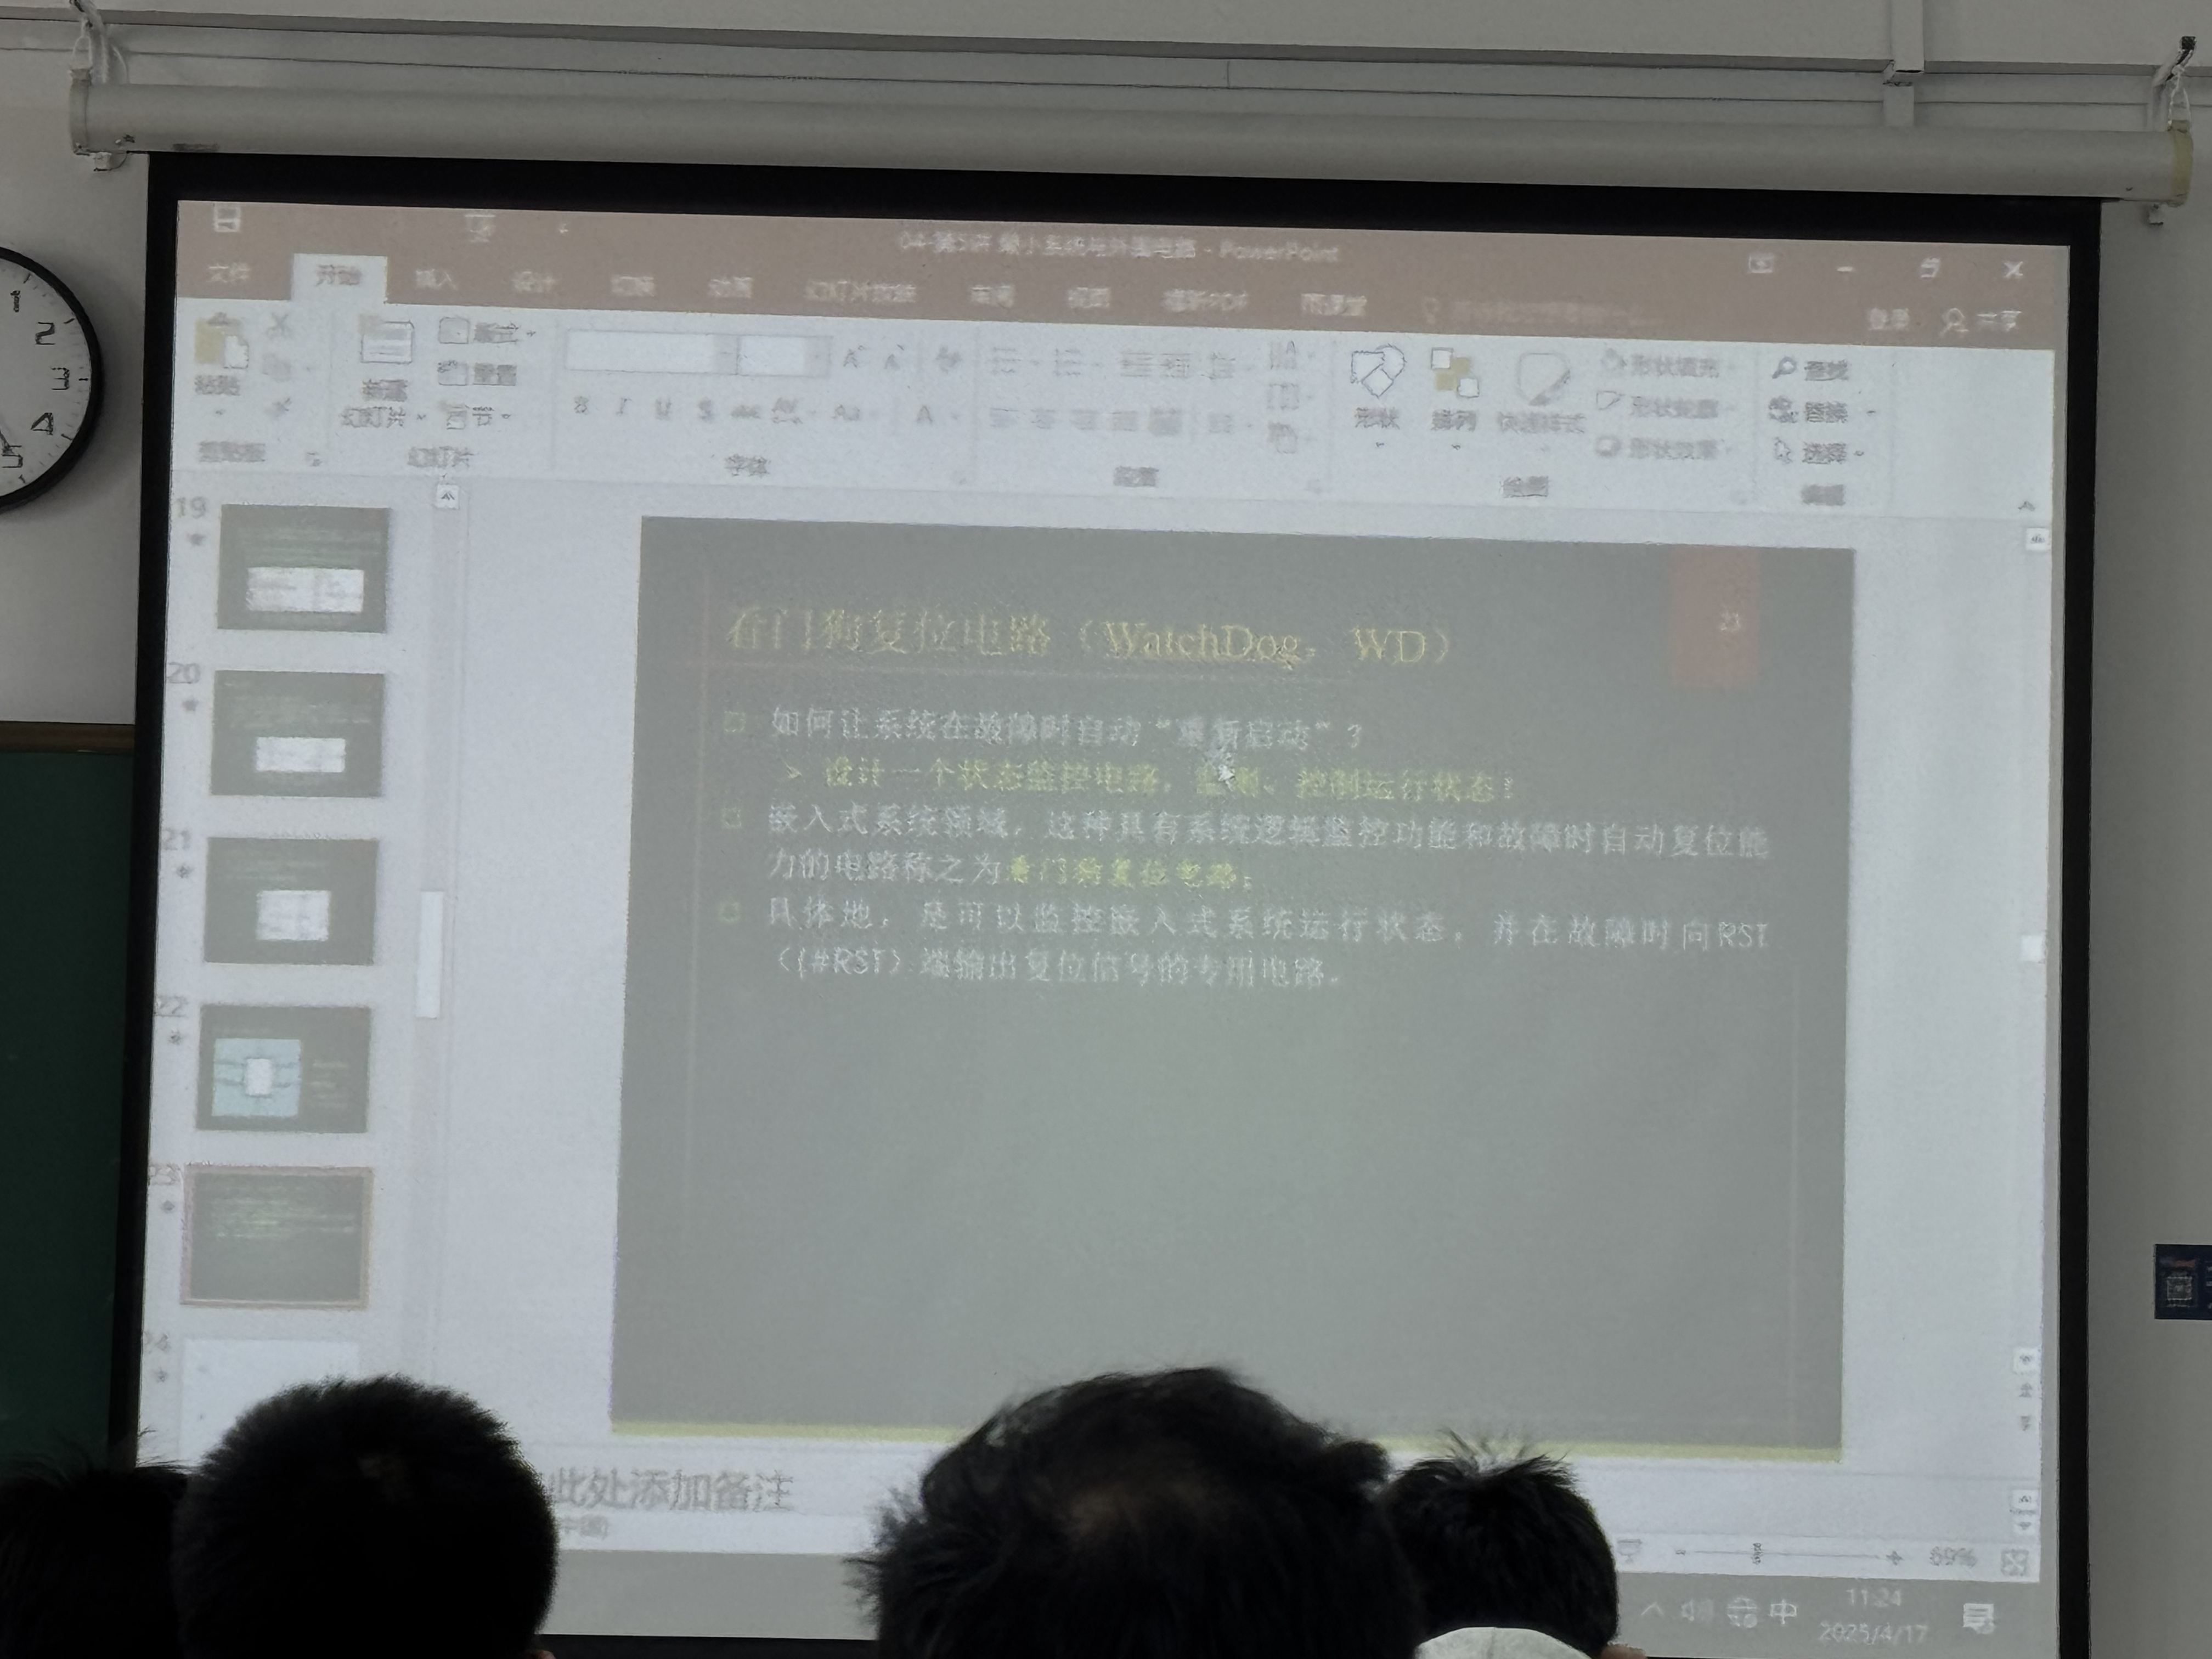 1
2
3
4
5
04-第5讲 最小系统与外围电路 - PowerPoint
文件 开始 插入 设计 切换 动画 幻灯片放映 审阅 视图 雨课堂
登录 共享
粘贴 新建 幻灯片 版式 重置 节
形状 排列 快速样式 形状填充 形状轮廓 形状效果
查找 替换 选择
剪贴板 幻灯片 字体 段落 绘图 编辑
19
20
21
22
23
24
23
看门狗复位电路（WatchDog，WD）
如何让系统在故障时自动“重新启动”？
> 设计一个状态监控电路，监测、控制运行状态！
嵌入式系统领域，这种具有系统逻辑监控功能和故障时自动复位能
力的电路称之为看门狗复位电路；
具体地，是可以监控嵌入式系统运行状态，并在故障时向RST
（(#RST）端输出复位信号的专用电路。
此处添加备注
69%
中
11:24
2025/4/17